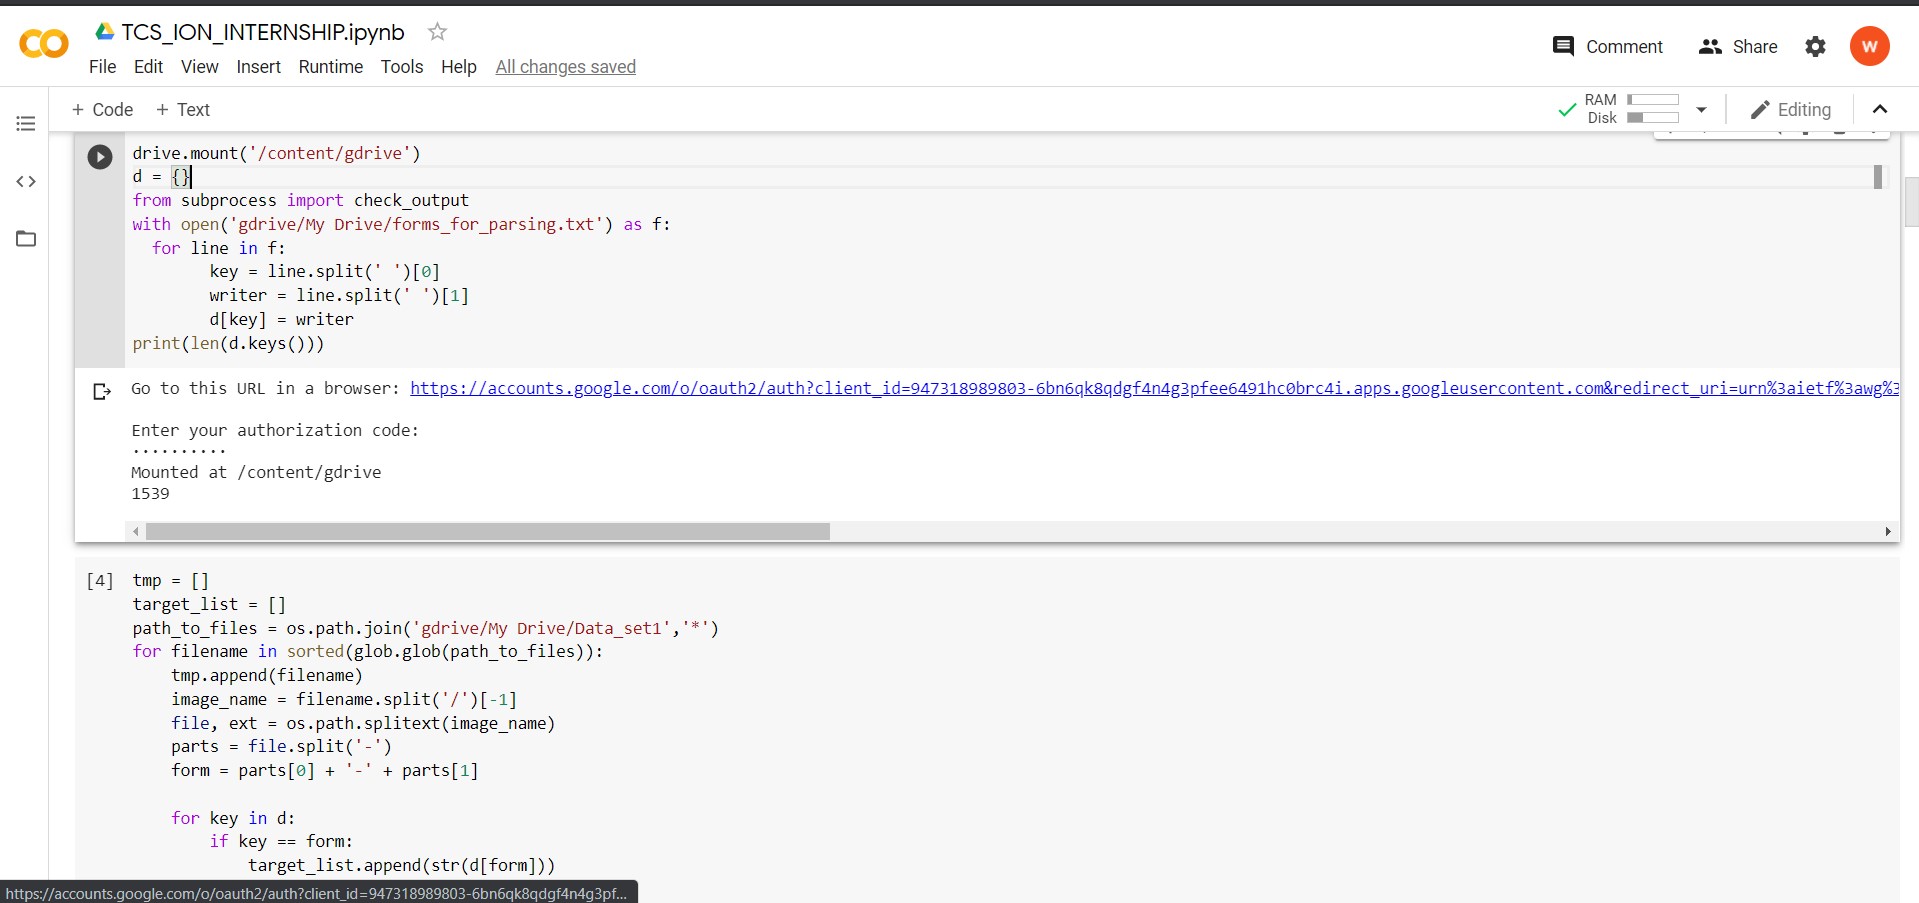 TCS_ION_INTERNSHIP.ipynb
File Edit View Insert Runtime Tools Help All changes saved
Comment Share W
+ Code + Text
RAM
Disk
Editing
drive.mount('/content/gdrive')
d = {}
from subprocess import check_output
with open('gdrive/My Drive/forms_for_parsing.txt') as f:
for line in f:
key = line.split(' ')[0]
writer = line.split(' ')[1]
d[key] = writer
print(len(d.keys()))
Go to this URL in a browser: https://accounts.google.com/o/oauth2/auth?client_id=947318989803-6bn6qk8qdgf4n4g3pfee6491hc0brc4i.apps.googleusercontent.com&redirect_uri=urn%3aietf%3awg%3
Enter your authorization code:
··········
Mounted at /content/gdrive
1539
[4] tmp = []
target_list = []
path_to_files = os.path.join('gdrive/My Drive/Data_set1','*')
for filename in sorted(glob.glob(path_to_files)):
tmp.append(filename)
image_name = filename.split('/')[-1]
file, ext = os.path.splitext(image_name)
parts = file.split('-')
form = parts[0] + '-' + parts[1]
for key in d:
if key == form:
target_list.append(str(d[form]))
https://accounts.google.com/o/oauth2/auth?client_id=947318989803-6bn6qk8qdgf4n4g3pf...